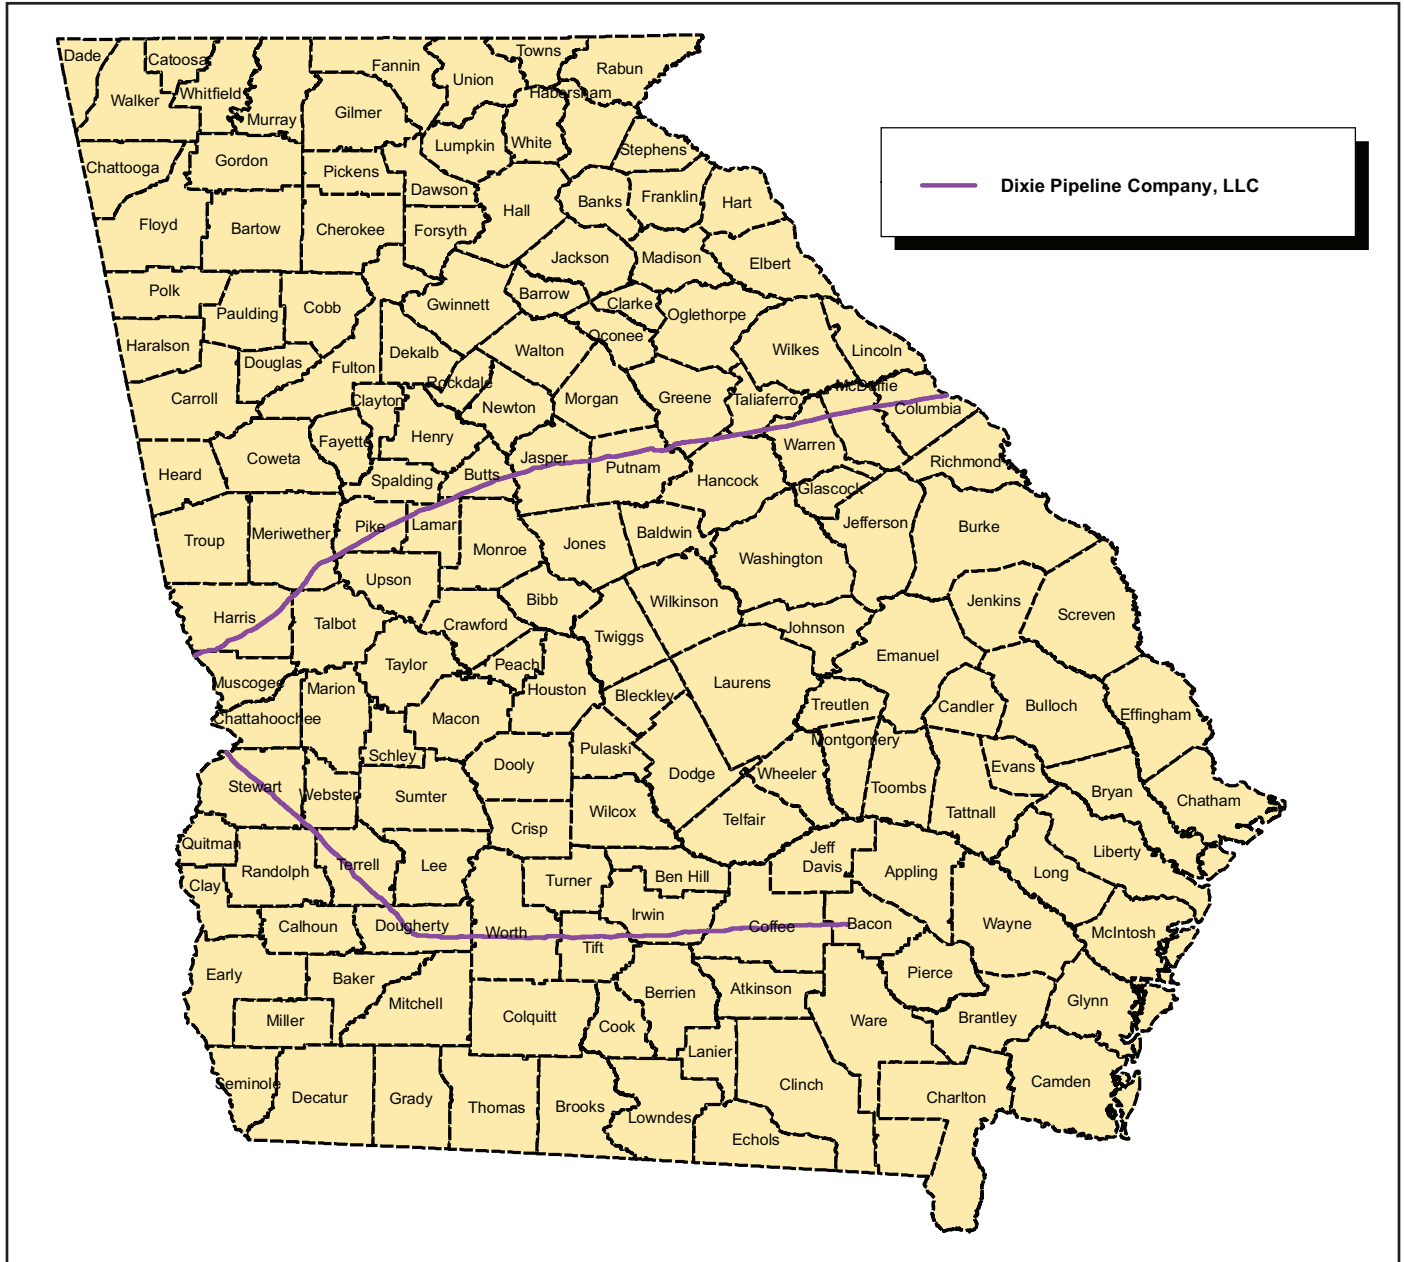 Dade
Catoosa
Fannin
Towns
Union
Rabun
Walker
Whitfield
Habersham
Murray
Gilmer
Lumpkin
White
Stephens
Chattooga
Gordon
Pickens
Dawson
Hall
Banks
Franklin
Hart
Dixie Pipeline Company, LLC
Floyd
Bartow
Cherokee
Forsyth
Jackson
Madison
Elbert
Polk
Paulding
Cobb
Gwinnett
Barrow
Clarke
Oglethorpe
Haralson
Douglas
Fulton
Dekalb
Walton
Oconee
Wilkes
Lincoln
Carroll
Clayton
Rockdale
Newton
Morgan
Greene
Taliaferro
McDuffie
Columbia
Heard
Coweta
Fayette
Henry
Spalding
Butts
Jasper
Putnam
Hancock
Warren
Richmond
Glascock
Troup
Meriwether
Pike
Lamar
Monroe
Jones
Baldwin
Washington
Jefferson
Burke
Upson
Harris
Talbot
Crawford
Bibb
Twiggs
Wilkinson
Johnson
Jenkins
Screven
Muscogee
Marion
Taylor
Peach
Houston
Bleckley
Laurens
Emanuel
Treutlen
Candler
Bulloch
Effingham
Chattahoochee
Schley
Macon
Dooly
Pulaski
Dodge
Wheeler
Montgomery
Toombs
Evans
Bryan
Chatham
Stewart
Webster
Sumter
Crisp
Wilcox
Telfair
Tattnall
Quitman
Randolph
Terrell
Lee
Turner
Ben Hill
Jeff
Davis
Appling
Long
Liberty
Clay
Calhoun
Dougherty
Worth
Tift
Irwin
Coffee
Bacon
Wayne
McIntosh
Early
Baker
Mitchell
Berrien
Atkinson
Pierce
Glynn
Miller
Colquitt
Cook
Ware
Brantley
Lanier
Seminole
Decatur
Grady
Thomas
Brooks
Lowndes
Clinch
Echols
Charlton
Camden